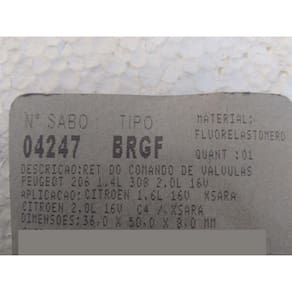 Nº SABO TIPO MATERIAL:
04247 BRGF FLUORELASTOMERO
QUANT :01
DESCRICAO:RET DO COMANDO DE VALVULAS
PEUGEOT 206 1.4L 308 2.0L 16V
APLICACAO: CITROEN 1.6L 16V XSARA
CITROEN 2.0L 16V C4 / XSARA
DIMENSOES:36,0 X 50,0 X 8,0 MM